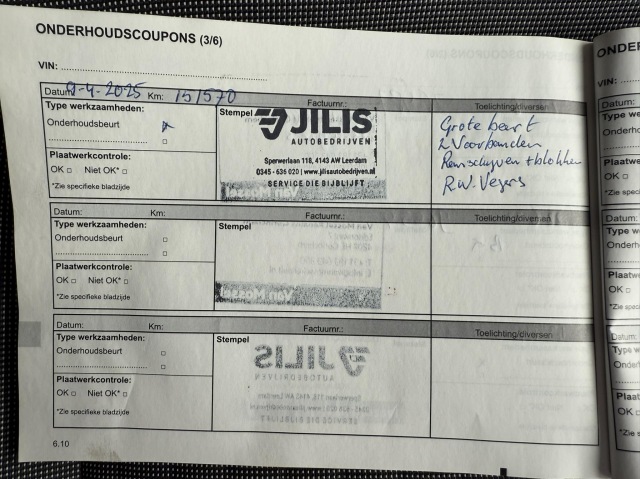 ONDERHOUDSCOUPONS (3/6)
VIN:
Datum: 9-4-2025 Km: 151570 Factuurnr.: Toelichting/diversen
Type werkzaamheden:
Onderhoudsbeurt
Stempel
JILIS
AUTOBEDRIJVEN
Sperwerlaan 118, 4143 AW Leerdam
0345 - 636 020 | www.jilisautobedrijven.nl
SERVICE DIE BIJBLIJFT
Grote beurt
2 Voorbanden
Remschijven + blokken
R.W. Vegers
Plaatwerkcontrole:
OK Niet OK*
*Zie specifieke bladzijde
Datum: Km: Factuurnr.: Toelichting/diversen
Type werkzaamheden:
Onderhoudsbeurt
Stempel
Plaatwerkcontrole:
OK Niet OK*
*Zie specifieke bladzijde
Datum: Km: Factuurnr.: Toelichting/diversen
Type werkzaamheden:
Onderhoudsbeurt
Stempel
Plaatwerkcontrole:
OK Niet OK*
*Zie specifieke bladzijde
6.10
VIN: